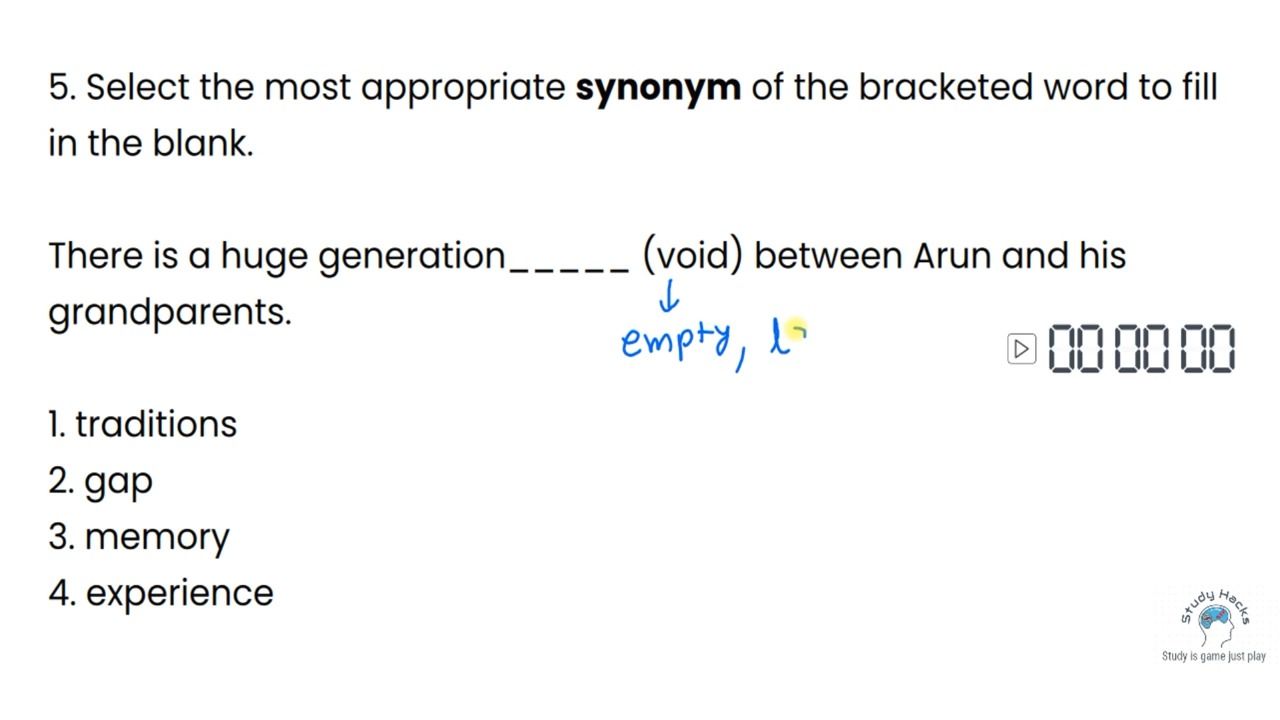 5. Select the most appropriate synonym of the bracketed word to fill
in the blank.
There is a huge generation_____ (void) between Arun and his
grandparents.
empty,
00 00 00
1. traditions
2. gap
3. memory
4. experience
Study Hacks
Study is game just play